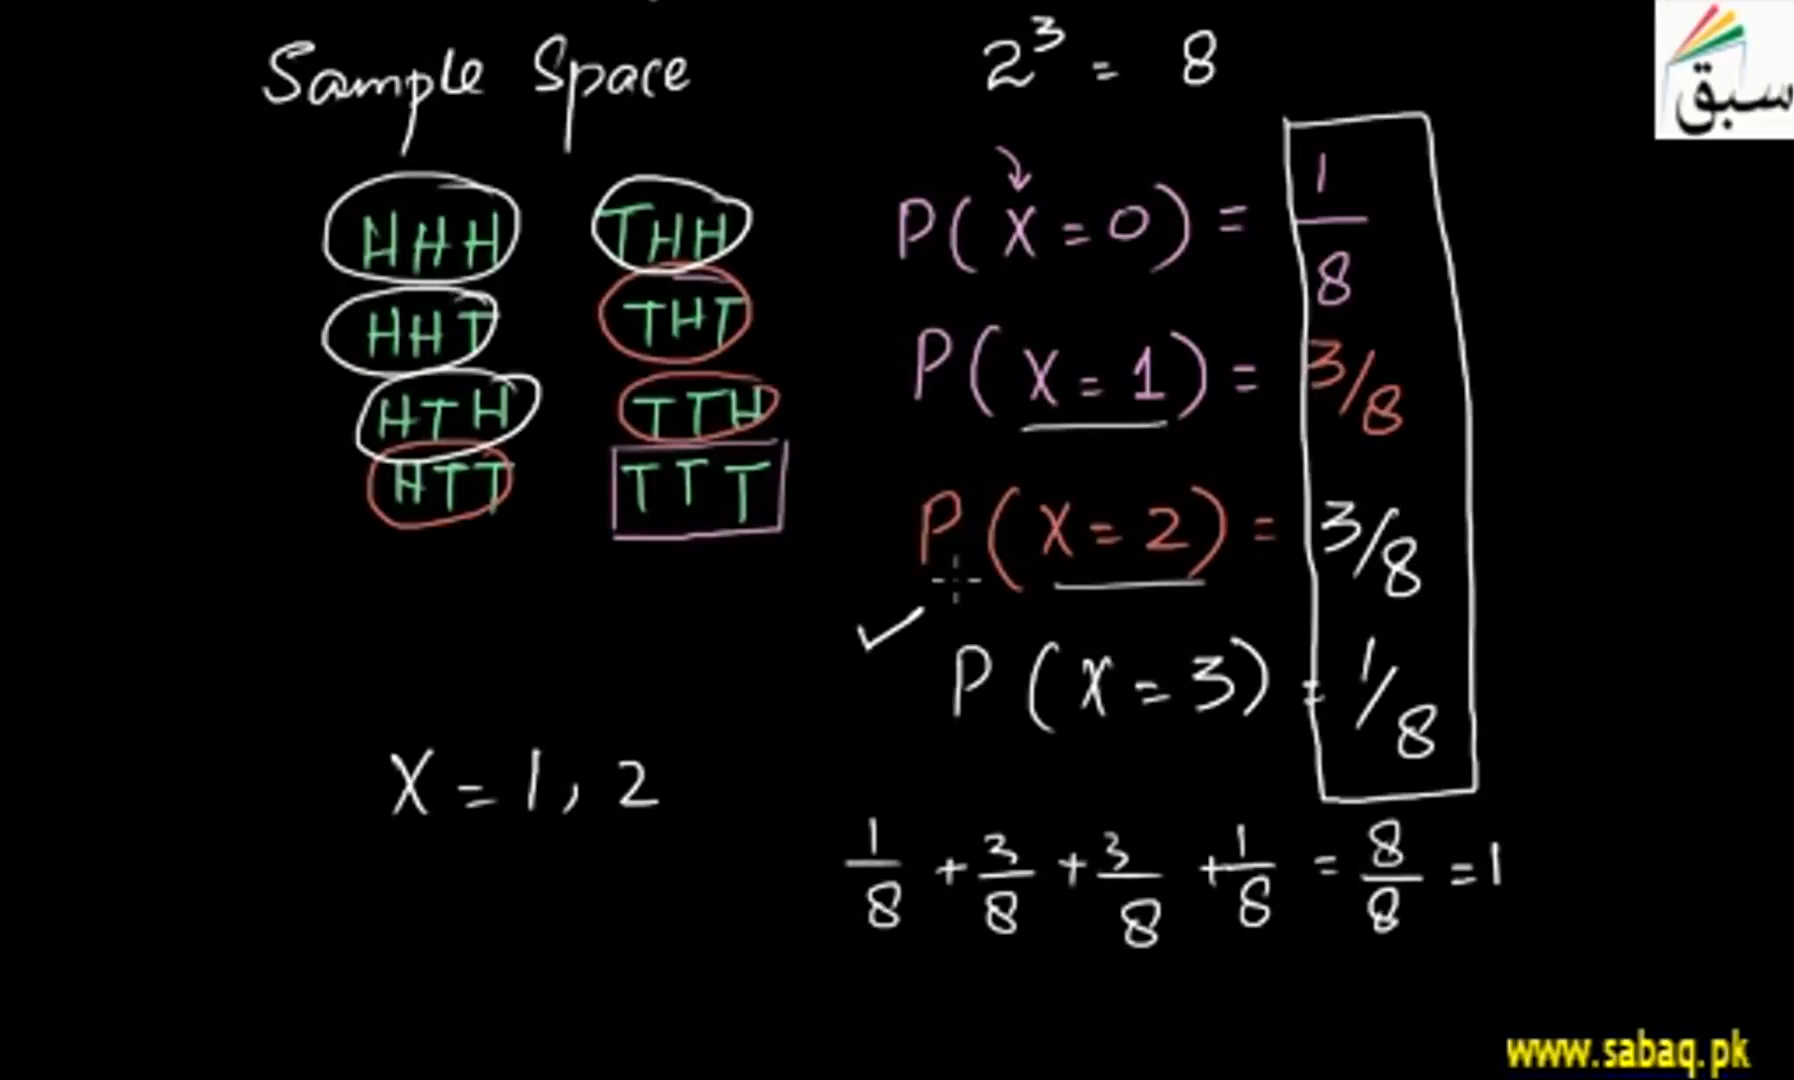 Sample Space
2³ = 8
سبق
HHH THH
HHT THT
HTH TTH
HTT TTT
P(X=0) = 1/8
P(X=1) = 3/8
P(X=2) = 3/8
P(X=3) = 1/8
X = 1, 2
1/8 + 3/8 + 3/8 + 1/8 = 8/8 = 1
www.sabaq.pk